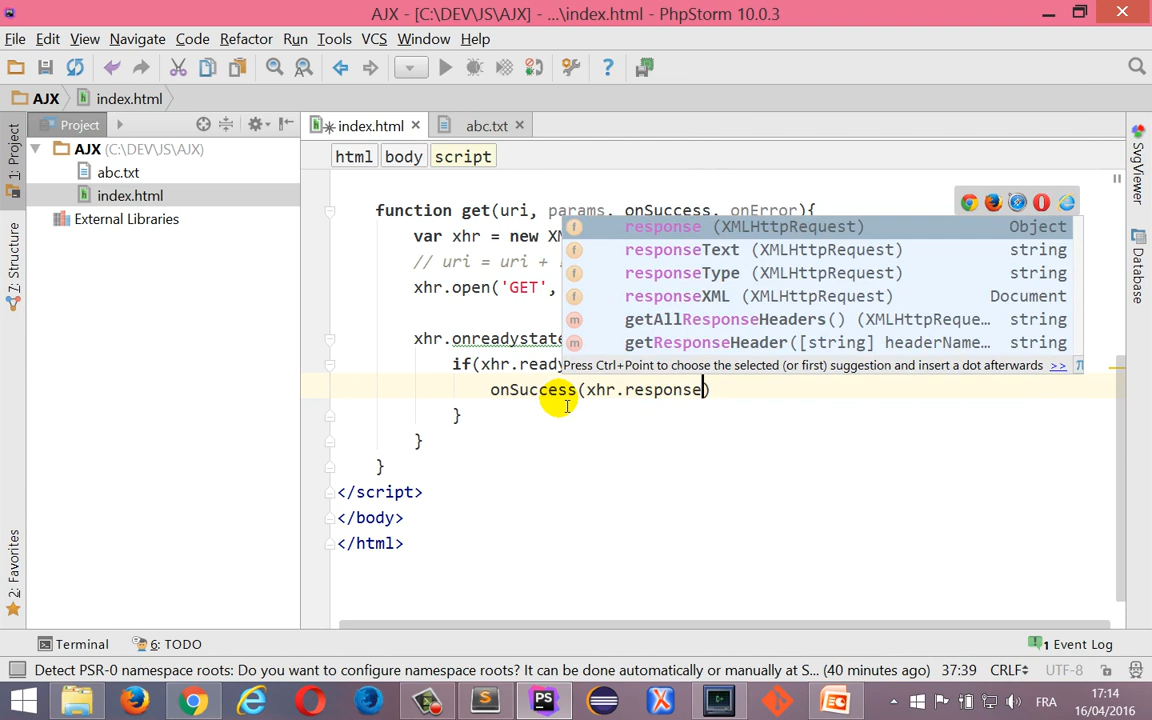 AJX - [C:\DEV\JS\AJX] - ...\index.html - PhpStorm 10.0.3
File Edit View Navigate Code Refactor Run Tools VCS Window Help
AJX index.html
1: Project
7: Structure
2: Favorites
Project
AJX (C:\DEV\JS\AJX)
abc.txt
index.html
External Libraries
index.html abc.txt
html body script
function get(uri, params, onSuccess, onError){
var xhr = new XM
// uri = uri +
xhr.open('GET',
xhr.onreadystate
if(xhr.ready
onSuccess(xhr.response)
}
}
}
</script>
</body>
</html>
response (XMLHttpRequest) Object
responseText (XMLHttpRequest) string
responseType (XMLHttpRequest) string
responseXML (XMLHttpRequest) Document
getAllResponseHeaders() (XMLHttpReque... string
getResponseHeader([string] headerName... string
Press Ctrl+Point to choose the selected (or first) suggestion and insert a dot afterwards >> π
SvgViewer
Database
Terminal 6: TODO 1 Event Log
Detect PSR-0 namespace roots: Do you want to configure namespace roots? It can be done automatically or manually at S... (40 minutes ago) 37:39 CRLF UTF-8
FRA
17:14
16/04/2016